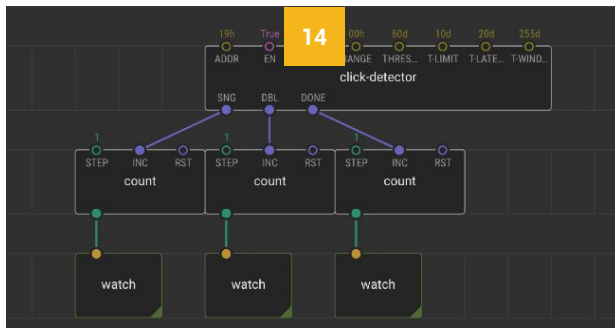 19h True 14 00h 60d 10d 20d 255d
ADDR EN ANGE THRES... T-LIMIT T-LATE... T-WIND...
click-detector
SNG DBL DONE
1 1 1
STEP INC RST STEP INC RST STEP INC RST
count count count
watch watch watch